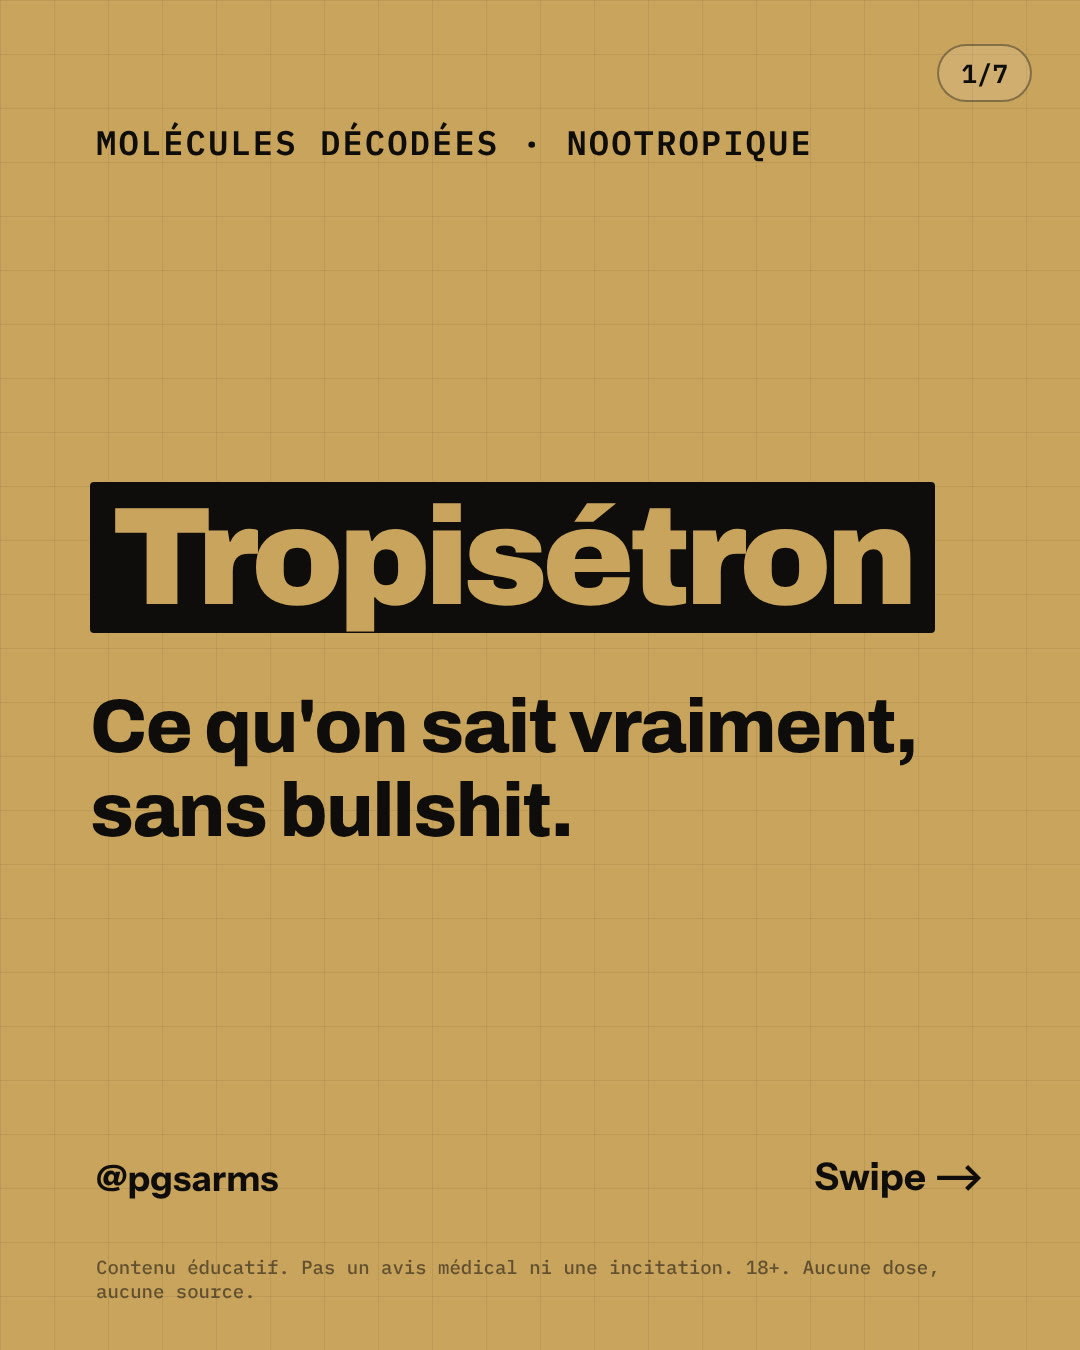 1/7
MOLÉCULES DÉCODÉES · NOOTROPIQUE
Tropisétron
Ce qu'on sait vraiment,
sans bullshit.
@pgsarms
Swipe →
Contenu éducatif. Pas un avis médical ni une incitation. 18+. Aucune dose,
aucune source.